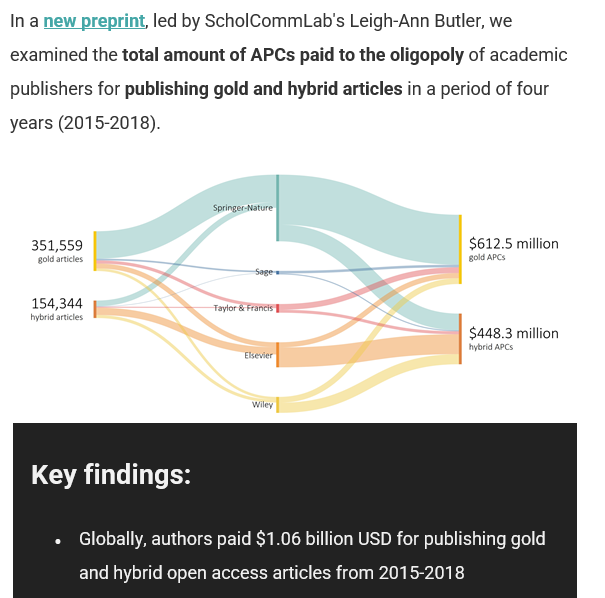 In a new preprint, led by ScholCommLab's Leigh-Ann Butler, we
examined the total amount of APCs paid to the oligopoly of academic
publishers for publishing gold and hybrid articles in a period of four
years (2015-2018).
Springer-Nature
351,559
gold articles
$612.5 million
gold APCs
Sage
154,344
hybrid articles
Taylor & Francis
$448.3 million
hybrid APCs
Elsevier
Wiley
Key findings:
• Globally, authors paid $1.06 billion USD for publishing gold
and hybrid open access articles from 2015-2018